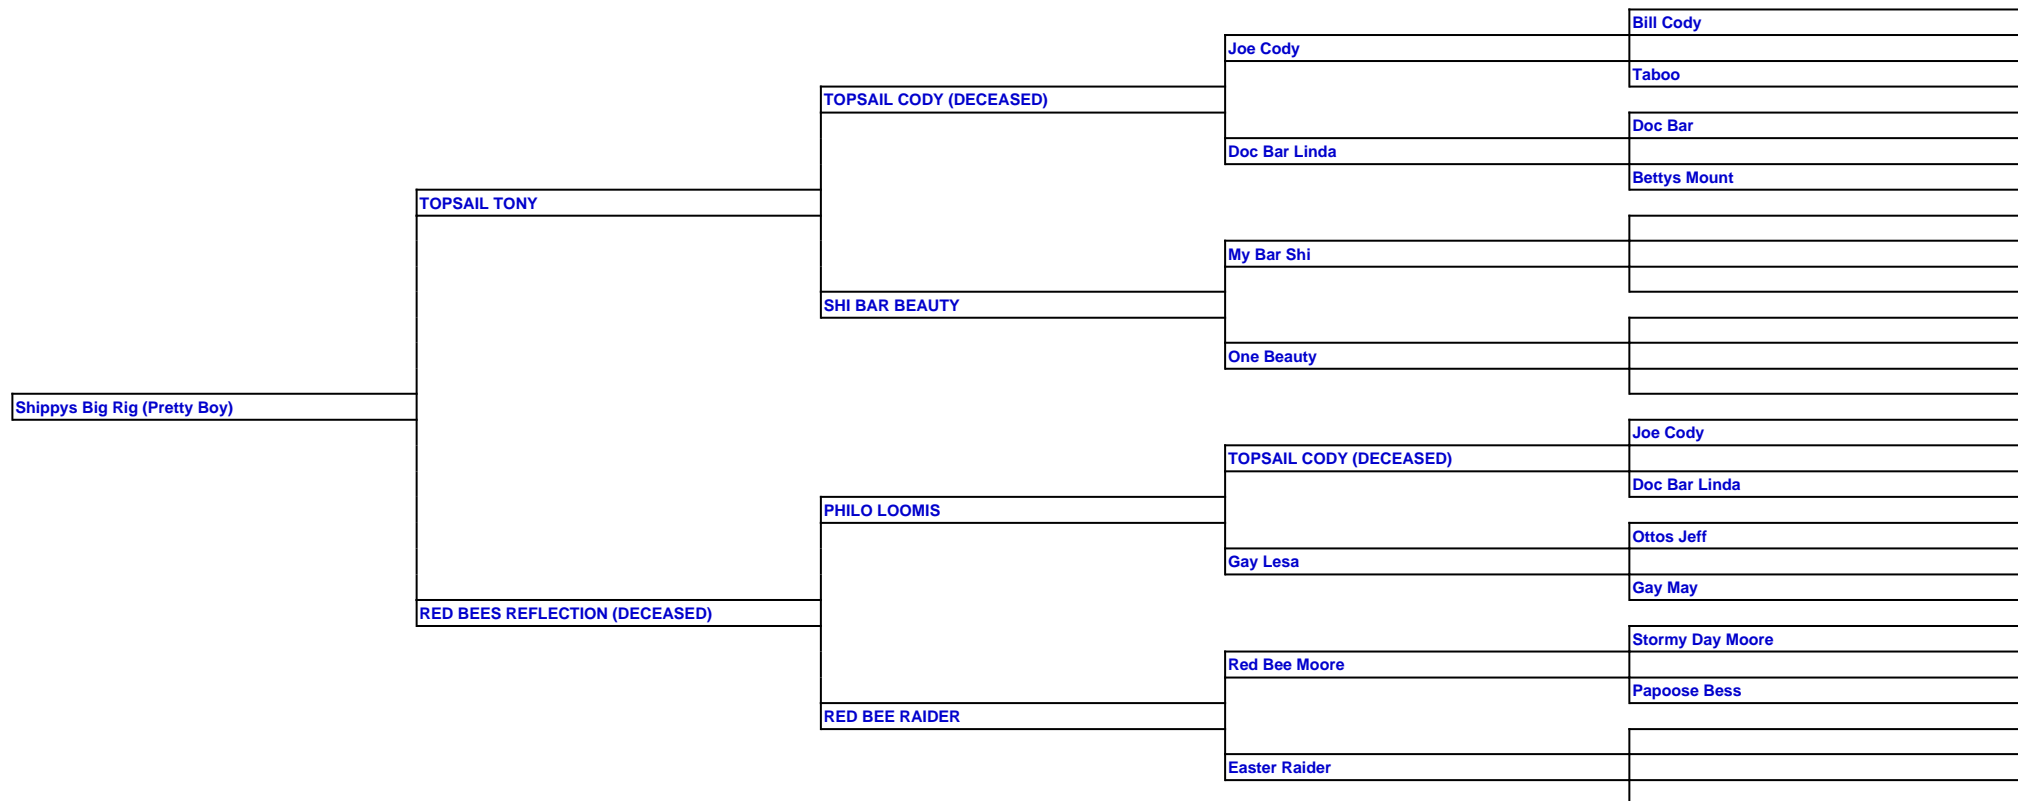 Bill Cody
Joe Cody
Taboo
TOPSAIL CODY (DECEASED)
Doc Bar
Doc Bar Linda
Bettys Mount
TOPSAIL TONY
My Bar Shi
SHI BAR BEAUTY
One Beauty
Shippys Big Rig (Pretty Boy)
Joe Cody
TOPSAIL CODY (DECEASED)
Doc Bar Linda
PHILO LOOMIS
Ottos Jeff
Gay Lesa
Gay May
RED BEES REFLECTION (DECEASED)
Stormy Day Moore
Red Bee Moore
Papoose Bess
RED BEE RAIDER
Easter Raider